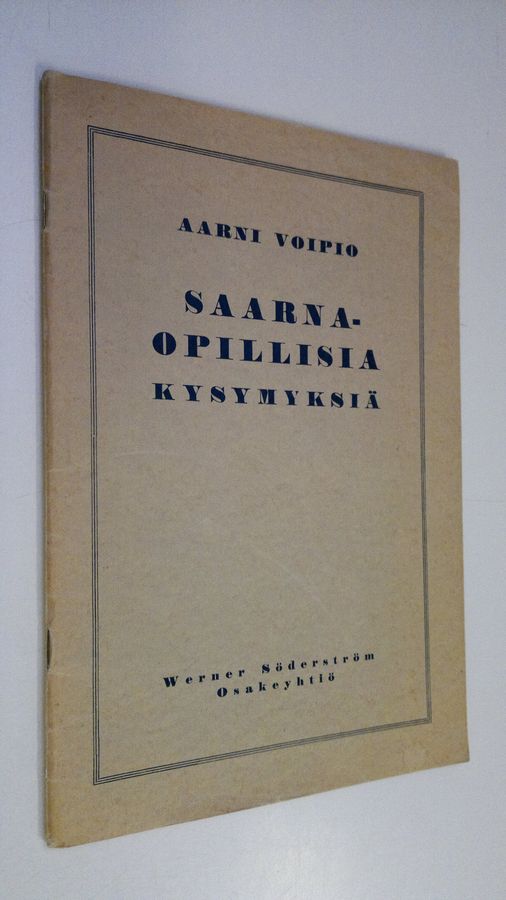 AARNI VOIPIO
SAARNA-
OPILLISIA
KYSYMYKSIÄ
Werner Söderström
Osakeyhtiö